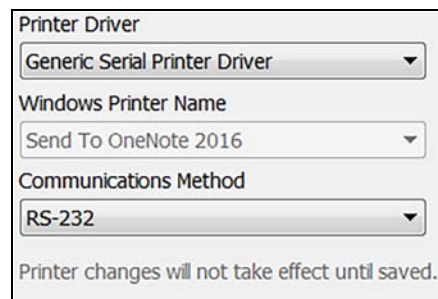 Printer Driver
Generic Serial Printer Driver
Windows Printer Name
Send To OneNote 2016
Communications Method
RS-232
Printer changes will not take effect until saved.